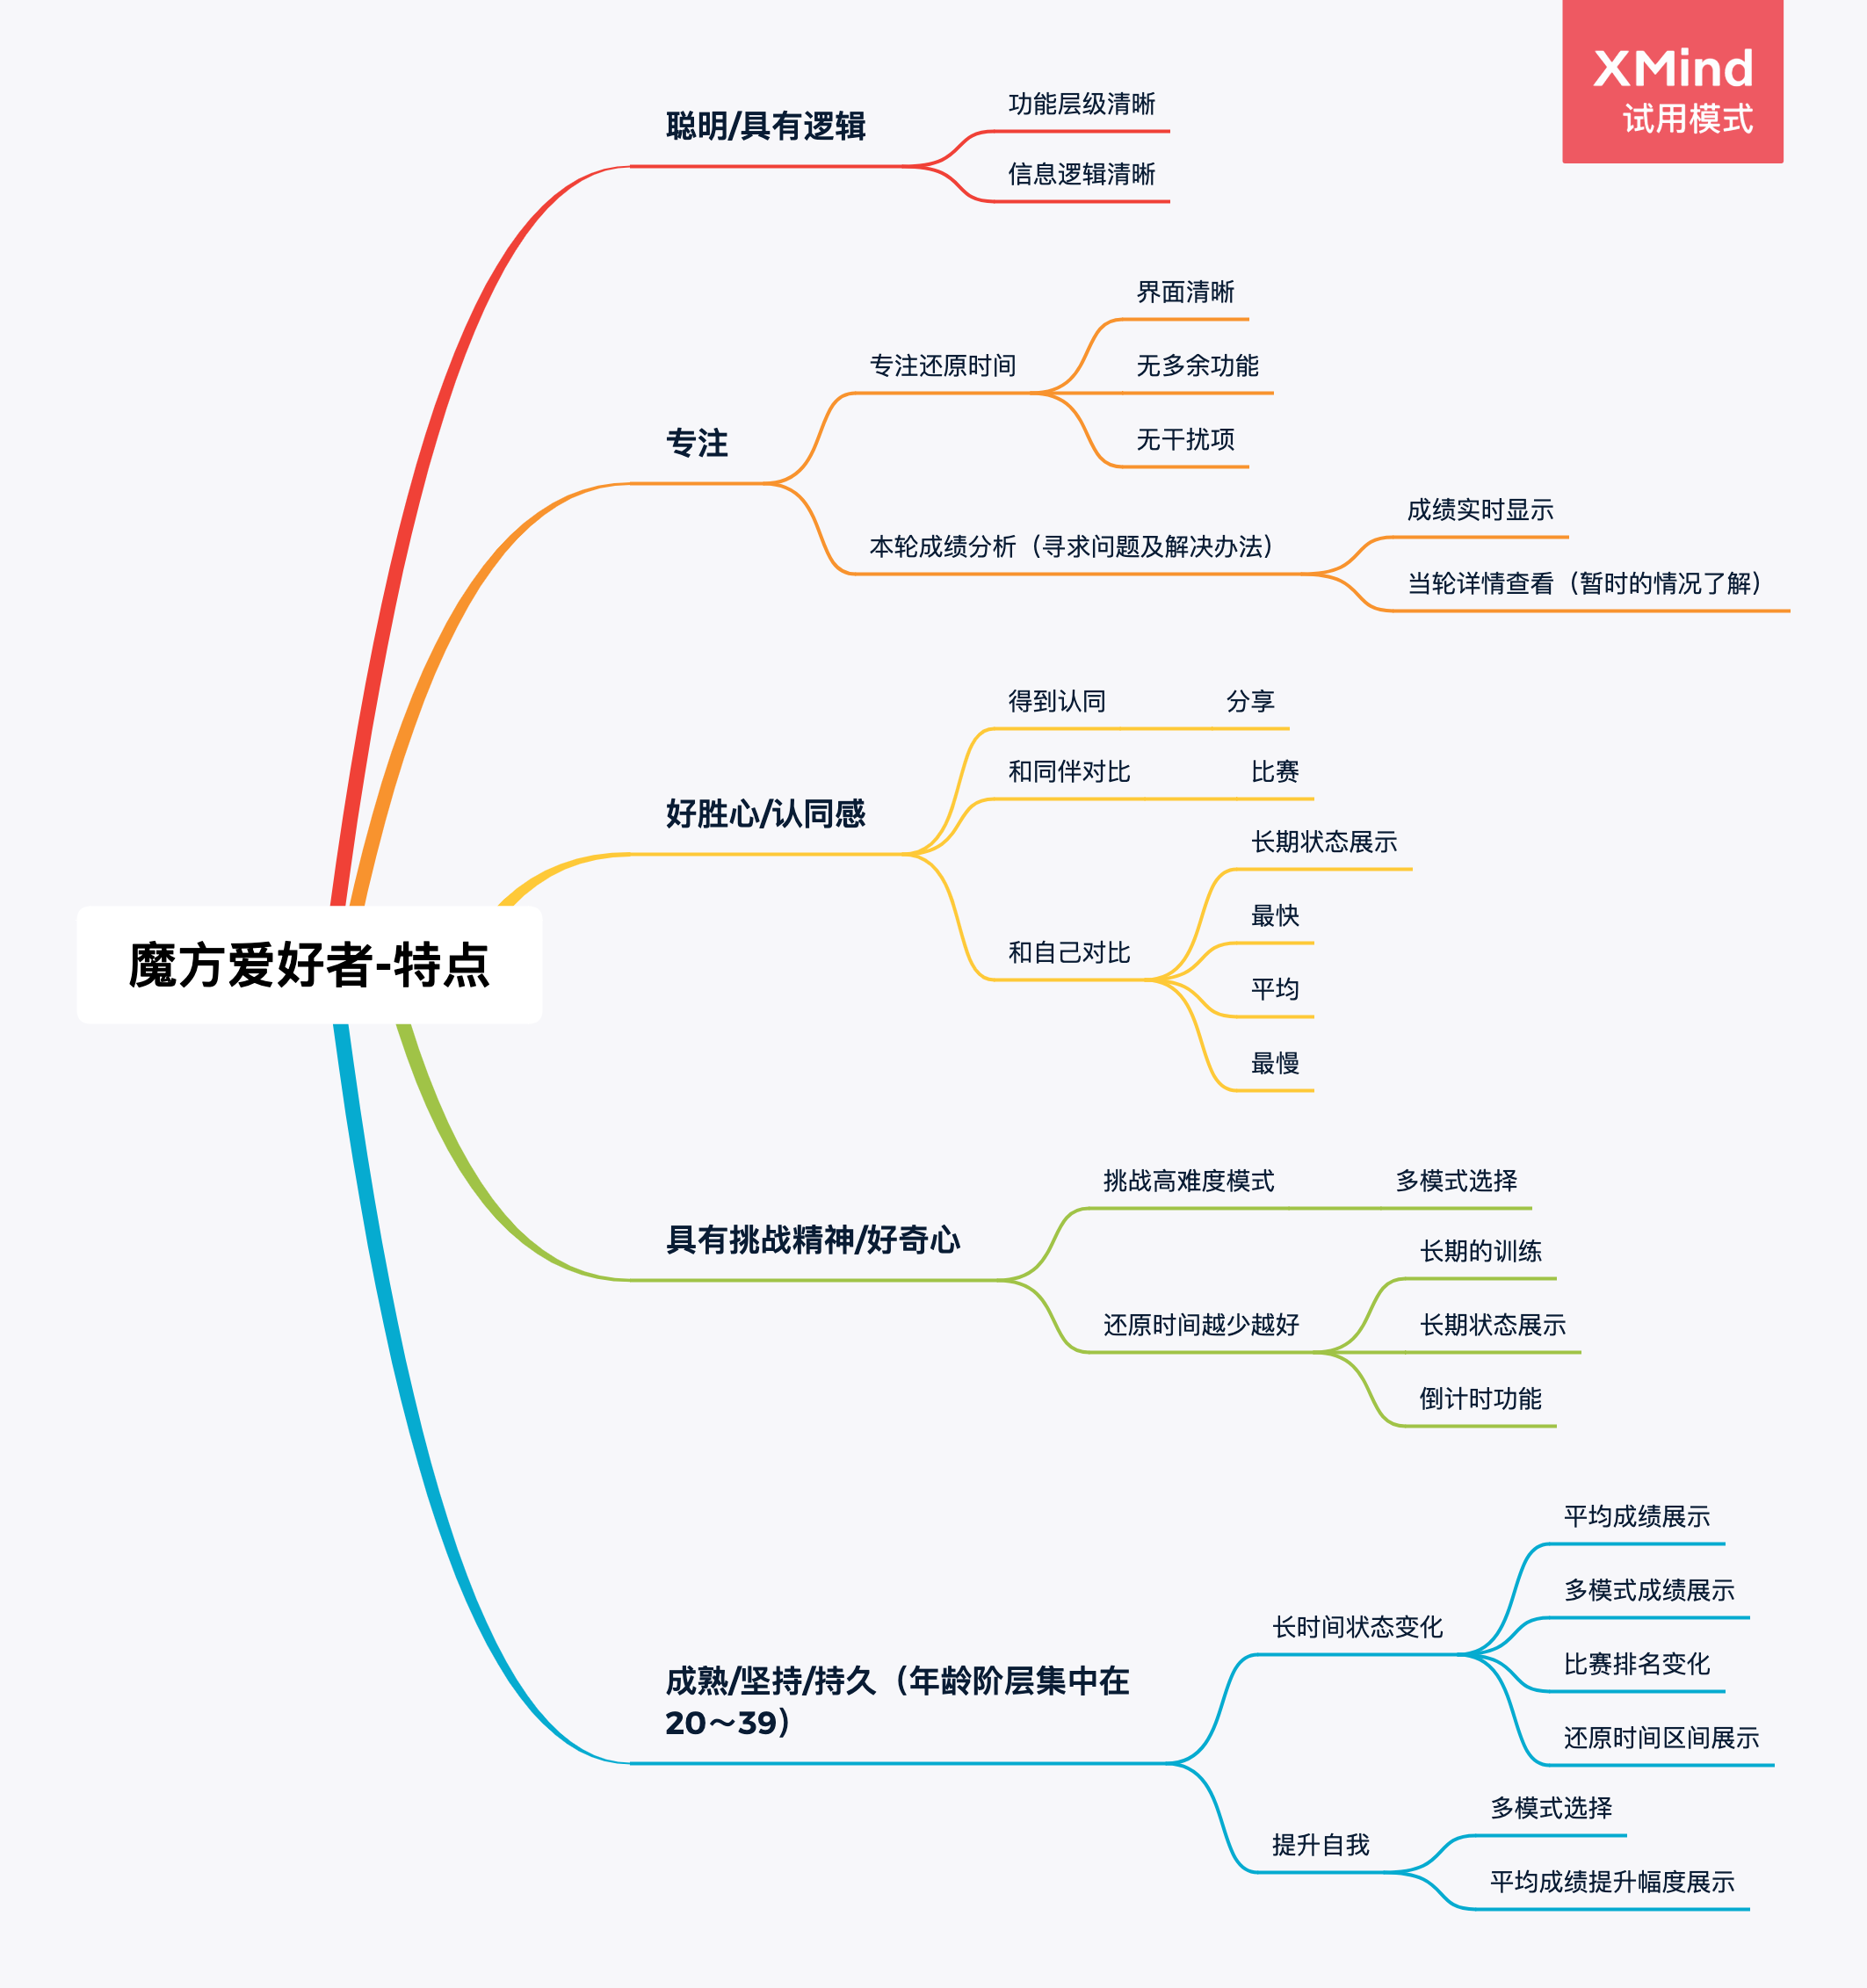 XMind
试用模式
聪明/具有逻辑
功能层级清晰
信息逻辑清晰
专注
专注还原时间
界面清晰
无多余功能
无干扰项
本轮成绩分析（寻求问题及解决办法）
成绩实时显示
当轮详情查看（暂时的情况了解）
好胜心/认同感
得到认同
分享
和同伴对比
比赛
和自己对比
长期状态展示
最快
平均
最慢
魔方爱好者-特点
具有挑战精神/好奇心
挑战高难度模式
多模式选择
还原时间越少越好
长期的训练
长期状态展示
倒计时功能
成熟/坚持/持久（年龄阶层集中在
20～39）
长时间状态变化
平均成绩展示
多模式成绩展示
比赛排名变化
还原时间区间展示
提升自我
多模式选择
平均成绩提升幅度展示